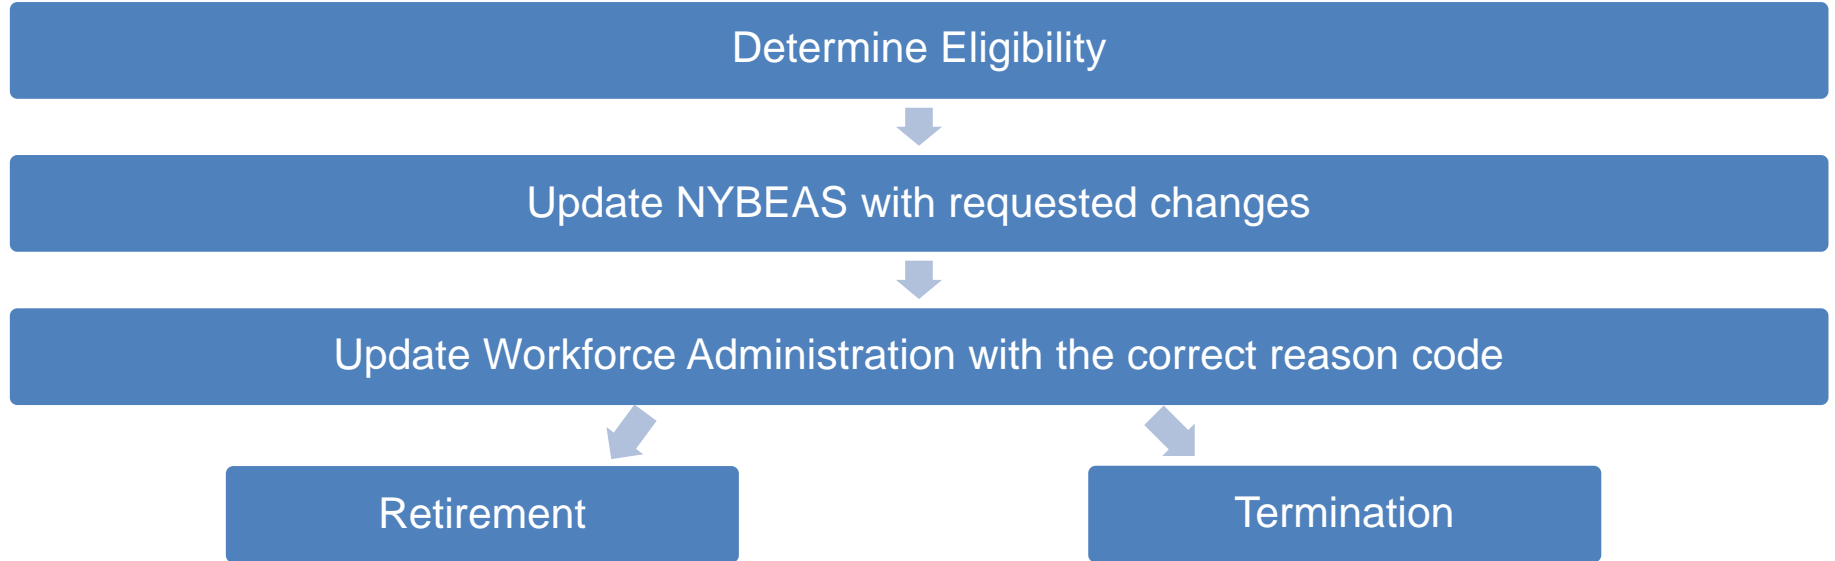 Determine Eligibility
Update NYBEAS with requested changes
Update Workforce Administration with the correct reason code
Retirement
Termination